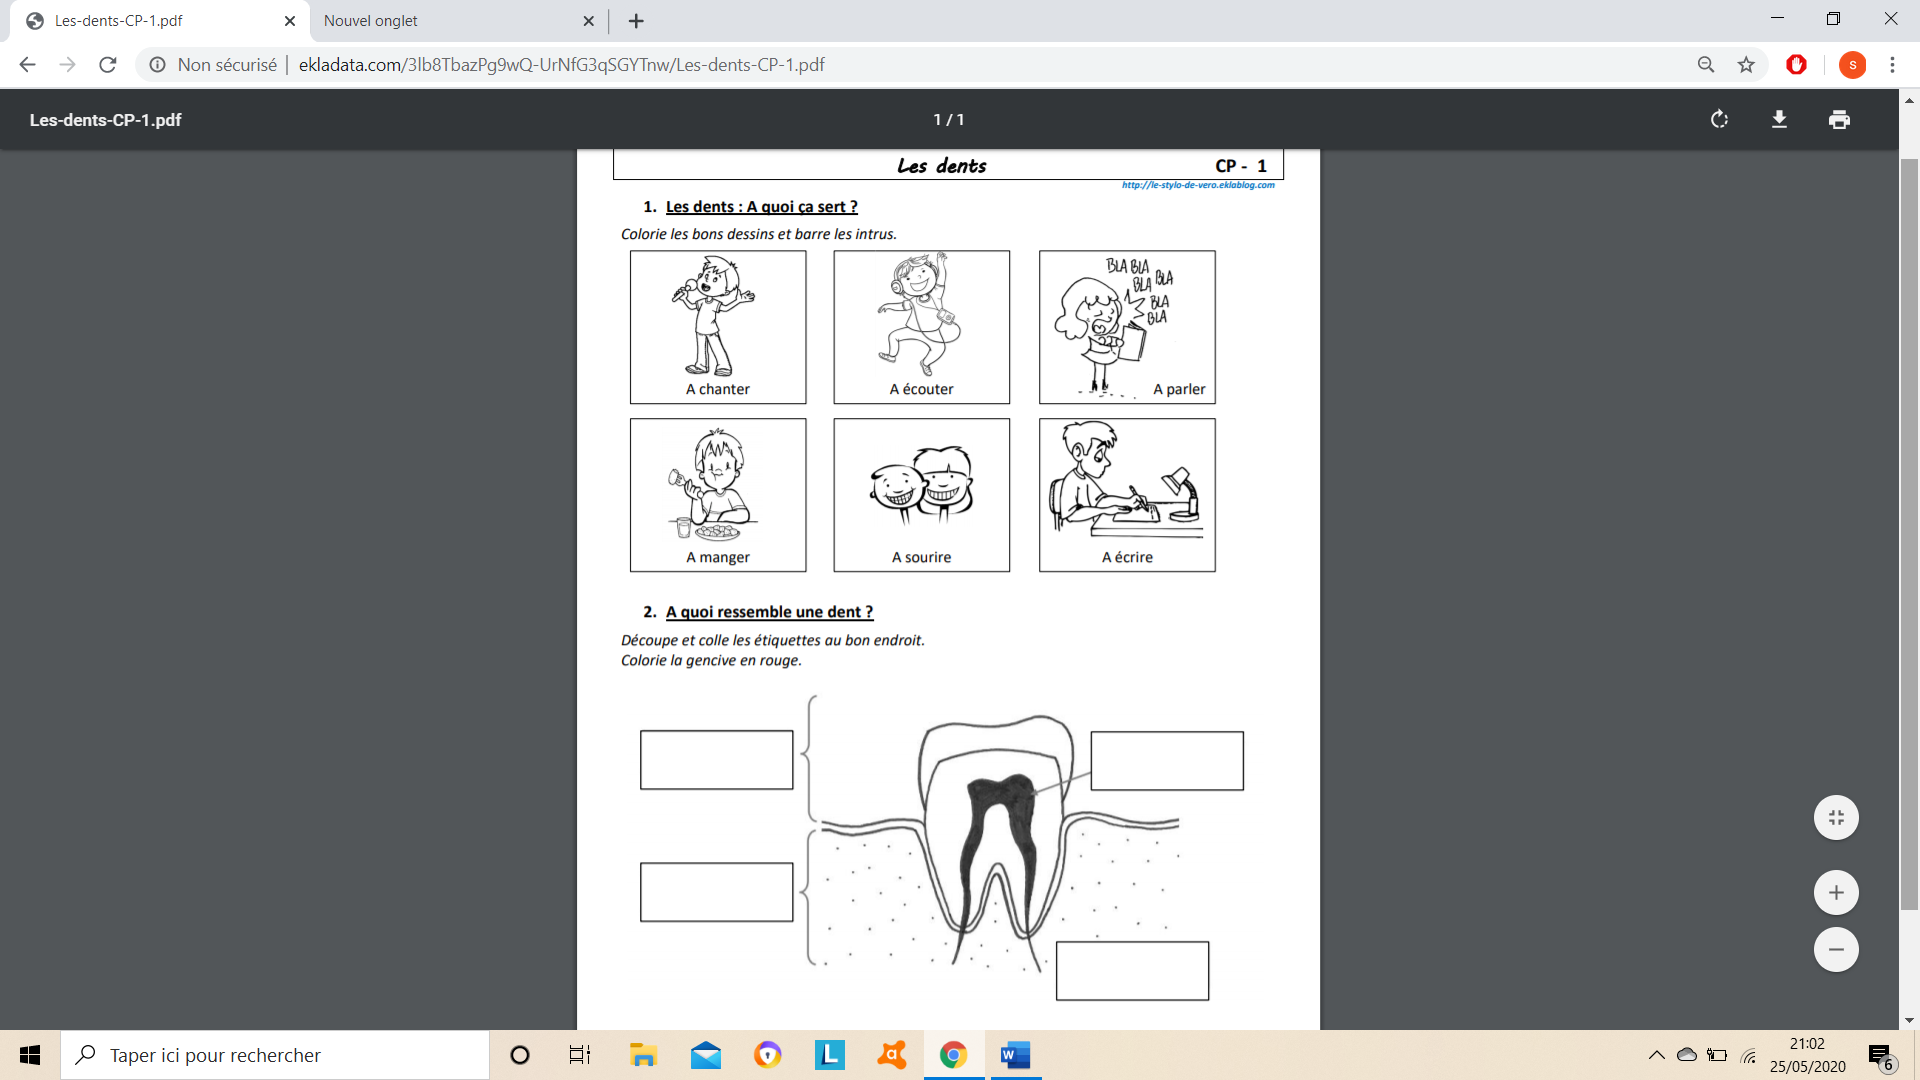 Les-dents-CP-1.pdf
Nouvel onglet
Non sécurisé | ekladata.com/3lb8TbazPg9wQ-UrNfG3qSGYTnw/Les-dents-CP-1.pdf
s
Les-dents-CP-1.pdf
1 / 1
Les dents
CP - 1
http://le-stylo-de-vero.eklablog.com
1. Les dents : A quoi ça sert ?
Colorie les bons dessins et barre les intrus.
BLA BLA
BLA BLA
BLA
BLA
A chanter
A écouter
A parler
A manger
A sourire
A écrire
2. A quoi ressemble une dent ?
Découpe et colle les étiquettes au bon endroit.
Colorie la gencive en rouge.
Taper ici pour rechercher
L
a
W
21:02
25/05/2020
6